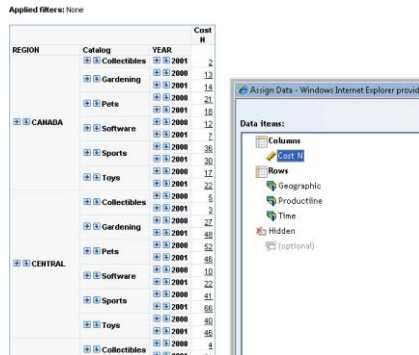 Applied filters: None
Cost N
REGION Catalog YEAR
CANADA Collectibles 2001 2
Gardening 2000 13
2001 14
Pets 2000 21
2001 18
Software 2000 12
2001 7
Sports 2000 36
2001 30
Toys 2000 17
2001 22
CENTRAL Collectibles 2000 5
2001 3
Gardening 2000 27
2001 48
Pets 2000 52
2001 46
Software 2000 10
2001 22
Sports 2000 41
2001 66
Toys 2000 40
2001 45
Collectibles 2000 4
Assign Data - Windows Internet Explorer provid
Data items:
Columns
Cost N
Rows
Geographic
Productline
Time
Hidden
(optional)